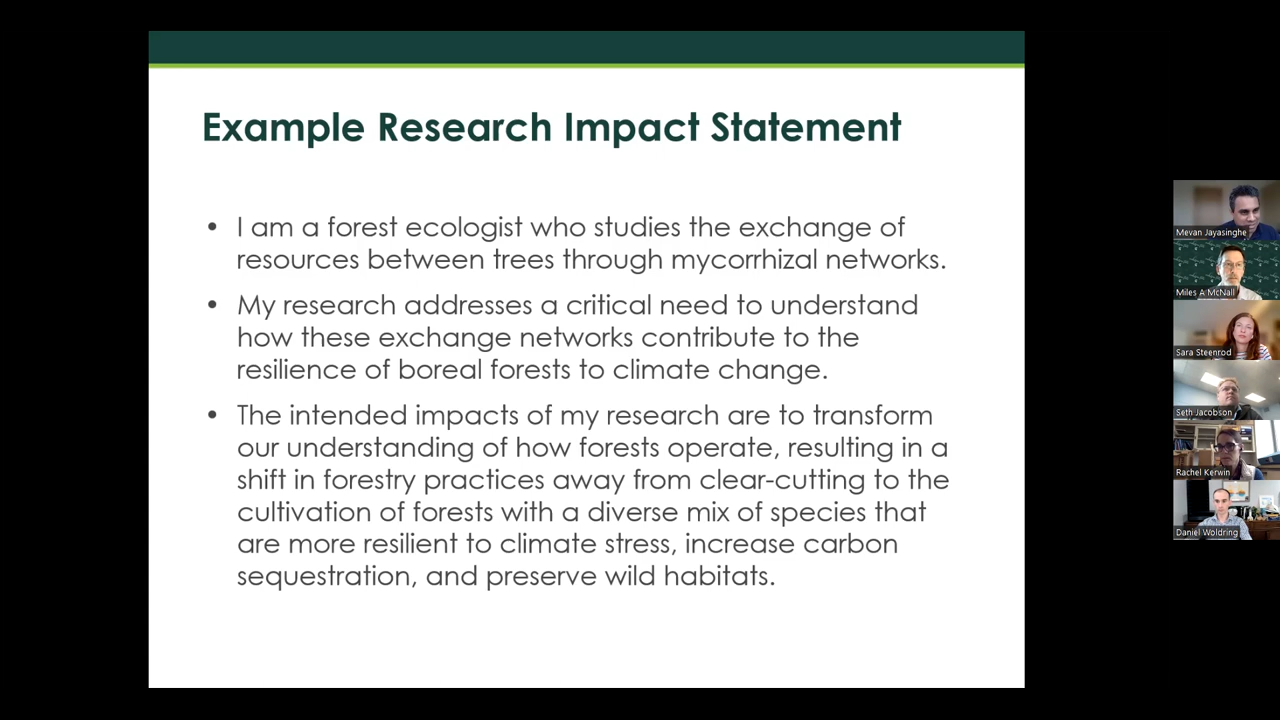 Example Research Impact Statement
• I am a forest ecologist who studies the exchange of
resources between trees through mycorrhizal networks.
• My research addresses a critical need to understand
how these exchange networks contribute to the
resilience of boreal forests to climate change.
• The intended impacts of my research are to transform
our understanding of how forests operate, resulting in a
shift in forestry practices away from clear-cutting to the
cultivation of forests with a diverse mix of species that
are more resilient to climate stress, increase carbon
sequestration, and preserve wild habitats.
Mevan Jayasinghe
Miles A McNall
Sara Steenrod
Seth Jacobson
Rachel Kerwin
Daniel Woldring